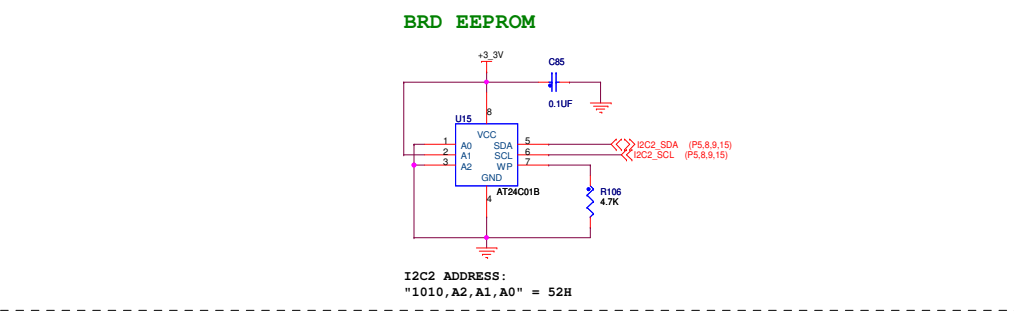 BRD EEPROM
+3_3V
C85
0.1UF
8
U15
VCC
1 A0 SDA 5 I2C2_SDA (P5,8,9,15)
2 A1 SCL 6 I2C2_SCL (P5,8,9,15)
3 A2 WP 7
GND
4 AT24C01B
R106
4.7K
I2C2 ADDRESS:
"1010,A2,A1,A0" = 52H